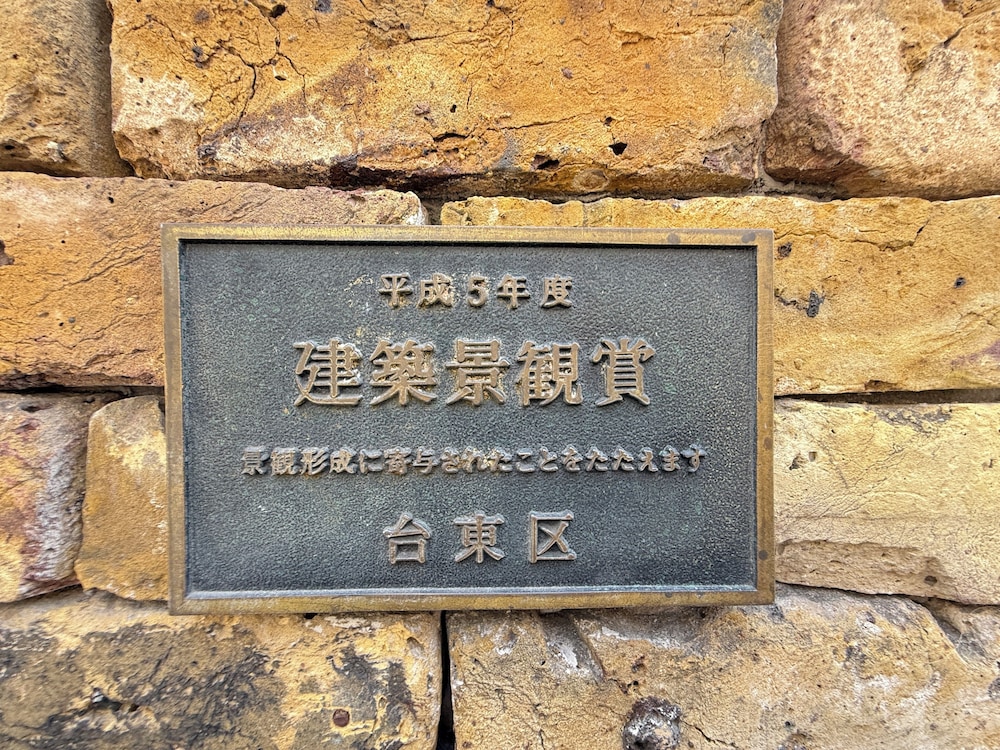 平成5年度
建築景観賞
景観形成に寄与されたことをたたえます
台東区